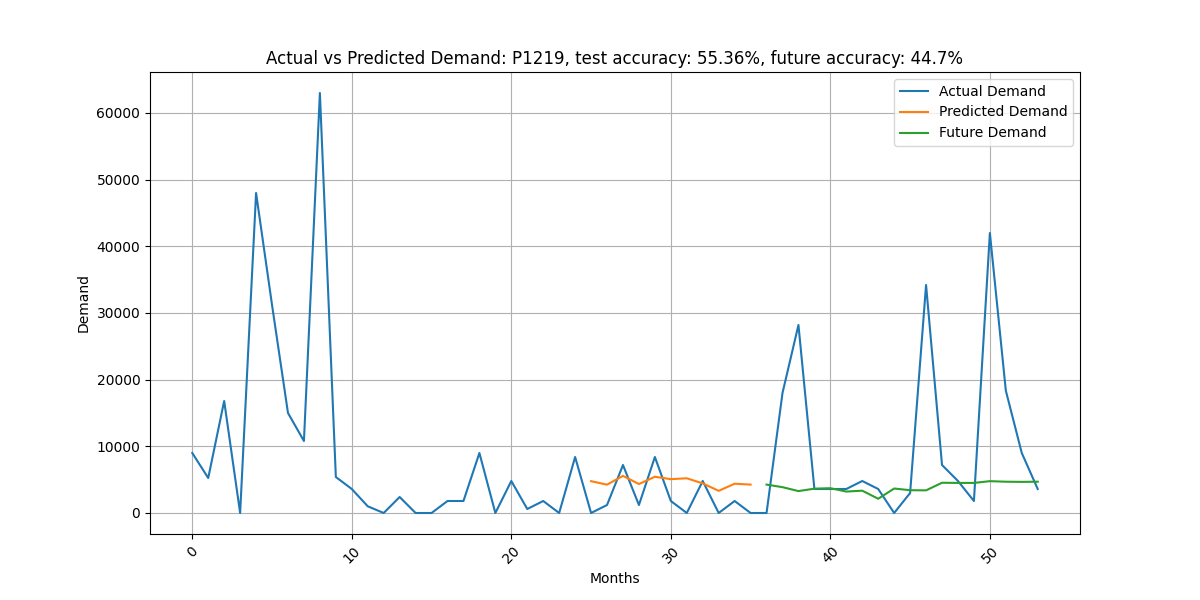 Actual vs Predicted Demand: P1219, test accuracy: 55.36%, future accuracy: 44.7%
Actual Demand
Predicted Demand
Future Demand
60000
50000
40000
30000
20000
10000
0
Demand
0 10 20 30 40 50
Months